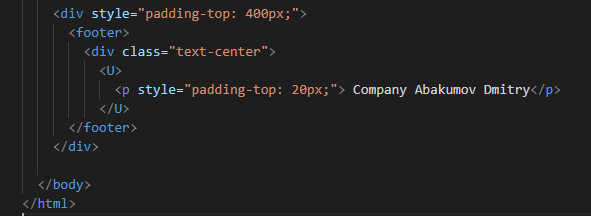 <div style="padding-top: 400px;">
<footer>
<div class="text-center">
<U>
<p style="padding-top: 20px;"> Company Abakumov Dmitry</p>
</U>
</footer>
</div>
</body>
</html>